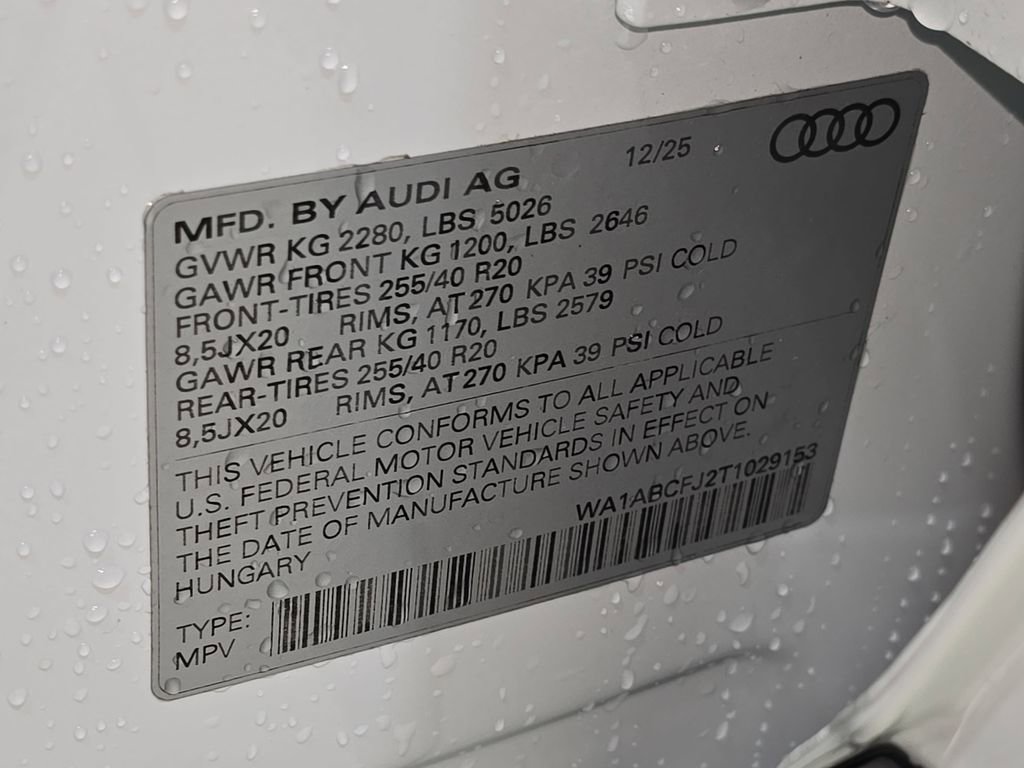 12/25
MFD. BY AUDI AG
GVWR KG 2280, LBS 5026
GAWR FRONT KG 1200, LBS 2646
FRONT-TIRES 255/40 R20
8,5JX20 RIMS, AT 270 KPA 39 PSI COLD
GAWR REAR KG 1170, LBS 2579
REAR-TIRES 255/40 R20
8,5JX20 RIMS, AT 270 KPA 39 PSI COLD
THIS VEHICLE CONFORMS TO ALL APPLICABLE
U.S. FEDERAL MOTOR VEHICLE SAFETY AND
THEFT PREVENTION STANDARDS IN EFFECT ON
THE DATE OF MANUFACTURE SHOWN ABOVE.
HUNGARY
WA1ABCFJ2T1029153
TYPE:
MPV